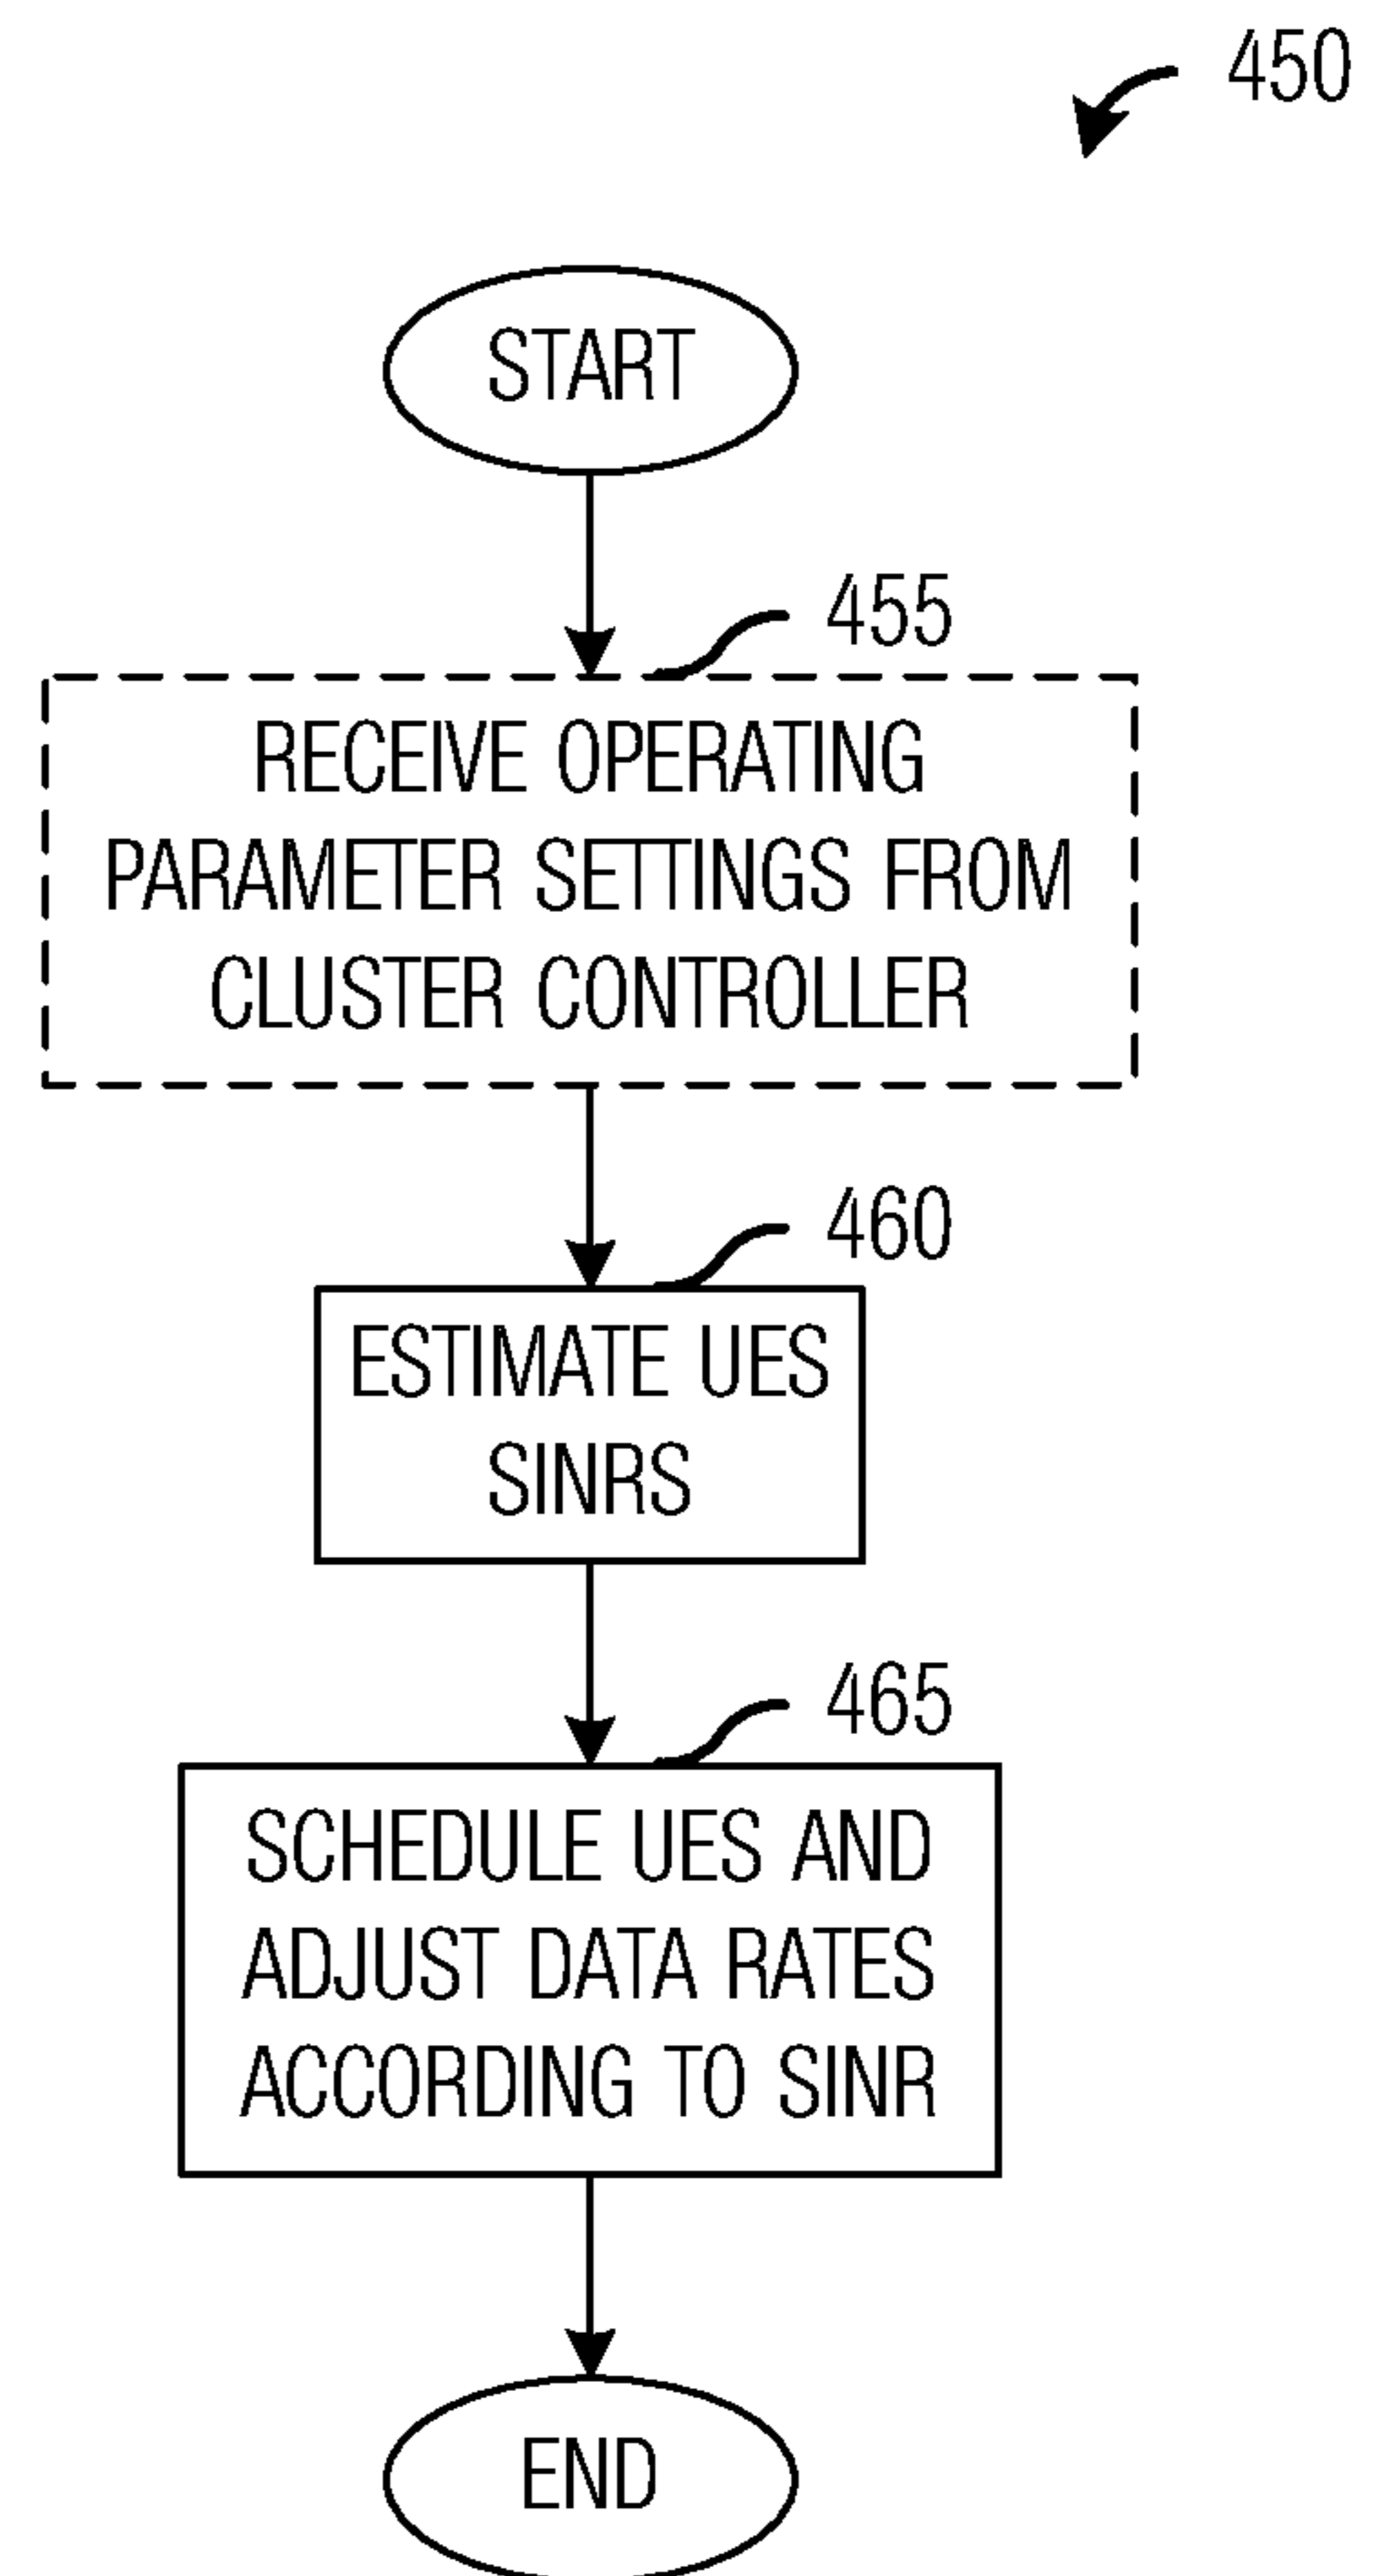 450
START
455
RECEIVE OPERATING
PARAMETER SETTINGS FROM
CLUSTER CONTROLLER
460
ESTIMATE UES
SINRS
465
SCHEDULE UES AND
ADJUST DATA RATES
ACCORDING TO SINR
END